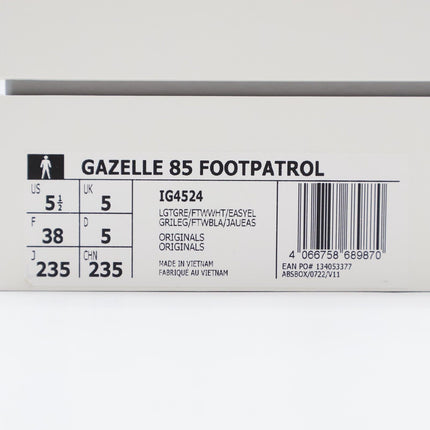 GAZELLE 85 FOOTPATROL
US 5½ UK 5
F 38 D 5
J 235 CHN 235
IG4524
LGTGRE/FTWWHT/EASYEL
GRILEG/FTWBLA/JAUEAS
ORIGINALS
ORIGINALS
MADE IN VIETNAM
FABRIQUE AU VIETNAM
4 066758 689870
EAN PO# 134053377
ABSBOX/0722/V11